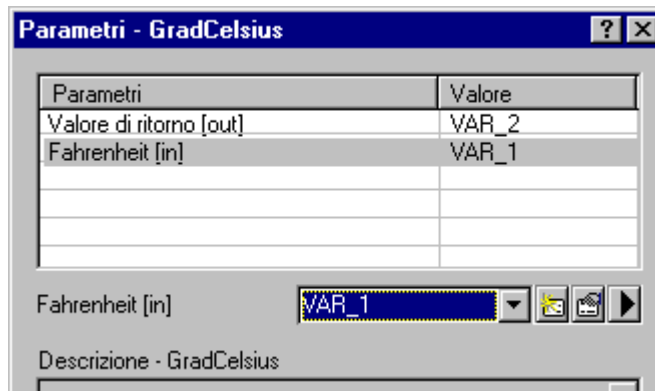 Parametri - GradCelsius
Parametri Valore
Valore di ritorno [out] VAR_2
Fahrenheit [in] VAR_1
Fahrenheit [in] VAR_1
Descrizione - GradCelsius